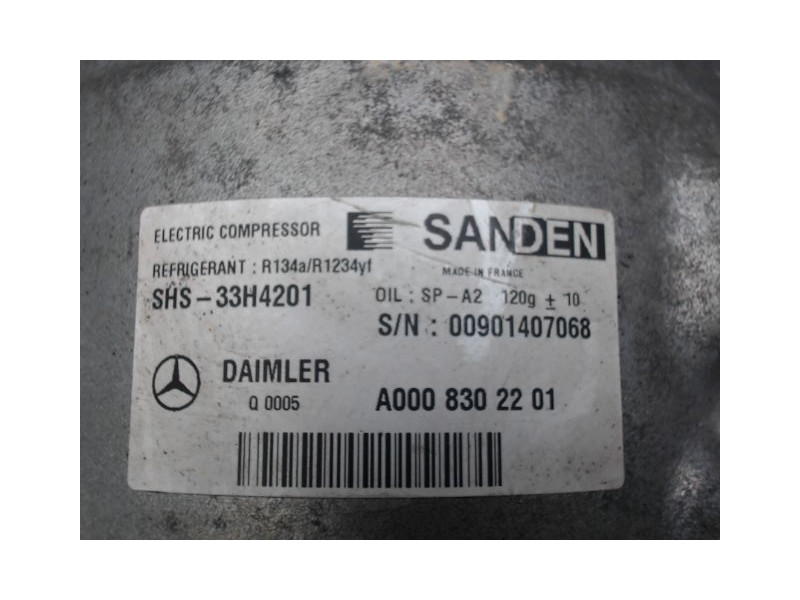 ELECTRIC COMPRESSOR SANDEN
REFRIGERANT : R134a/R1234yf MADE IN FRANCE
SHS-33H4201 OIL : SP-A2 120g ± 10
S/N : 00901407068
DAIMLER
Q 0005 A000 830 22 01